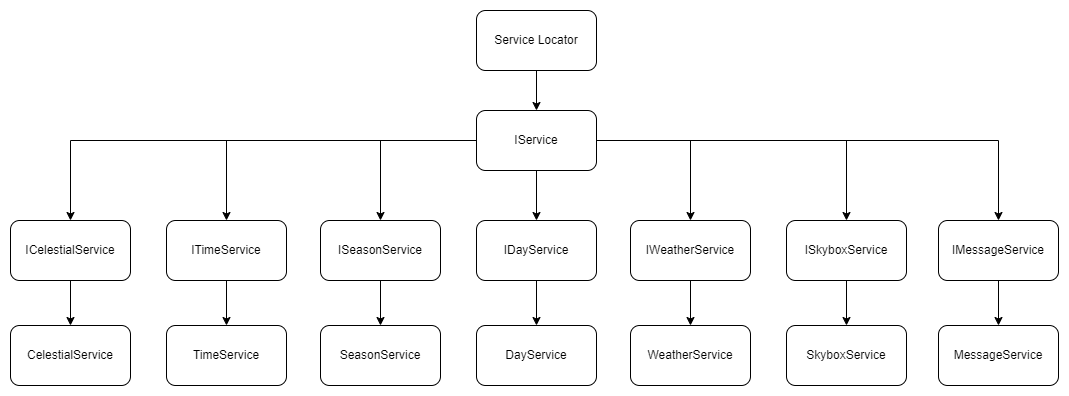 Service Locator
IService
ICelestialService
ITimeService
ISeasonService
IDayService
IWeatherService
ISkyboxService
IMessageService
CelestialService
TimeService
SeasonService
DayService
WeatherService
SkyboxService
MessageService